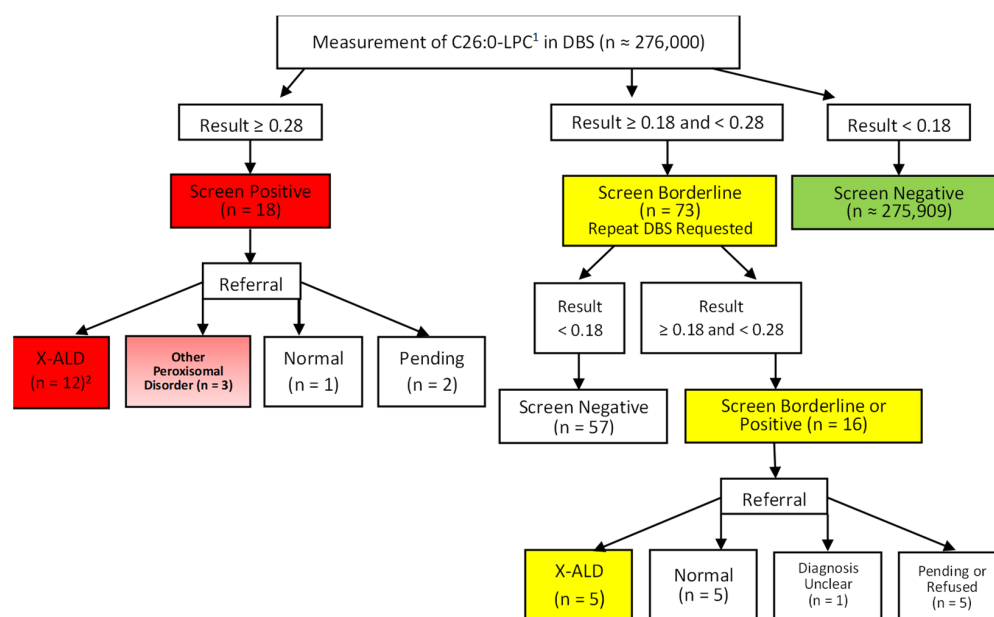 Measurement of C26:0-LPC¹ in DBS (n ≈ 276,000)
Result ≥ 0.28
Result ≥ 0.18 and < 0.28
Result < 0.18
Screen Positive
(n = 18)
Screen Borderline
(n = 73)
Repeat DBS Requested
Screen Negative
(n ≈ 275,909)
Referral
Result
< 0.18
Result
≥ 0.18 and < 0.28
X-ALD
(n = 12)²
Other
Peroxisomal
Disorder (n = 3)
Normal
(n = 1)
Pending
(n = 2)
Screen Negative
(n = 57)
Screen Borderline or
Positive (n = 16)
Referral
X-ALD
(n = 5)
Normal
(n = 5)
Diagnosis
Unclear
(n = 1)
Pending or
Refused
(n = 5)